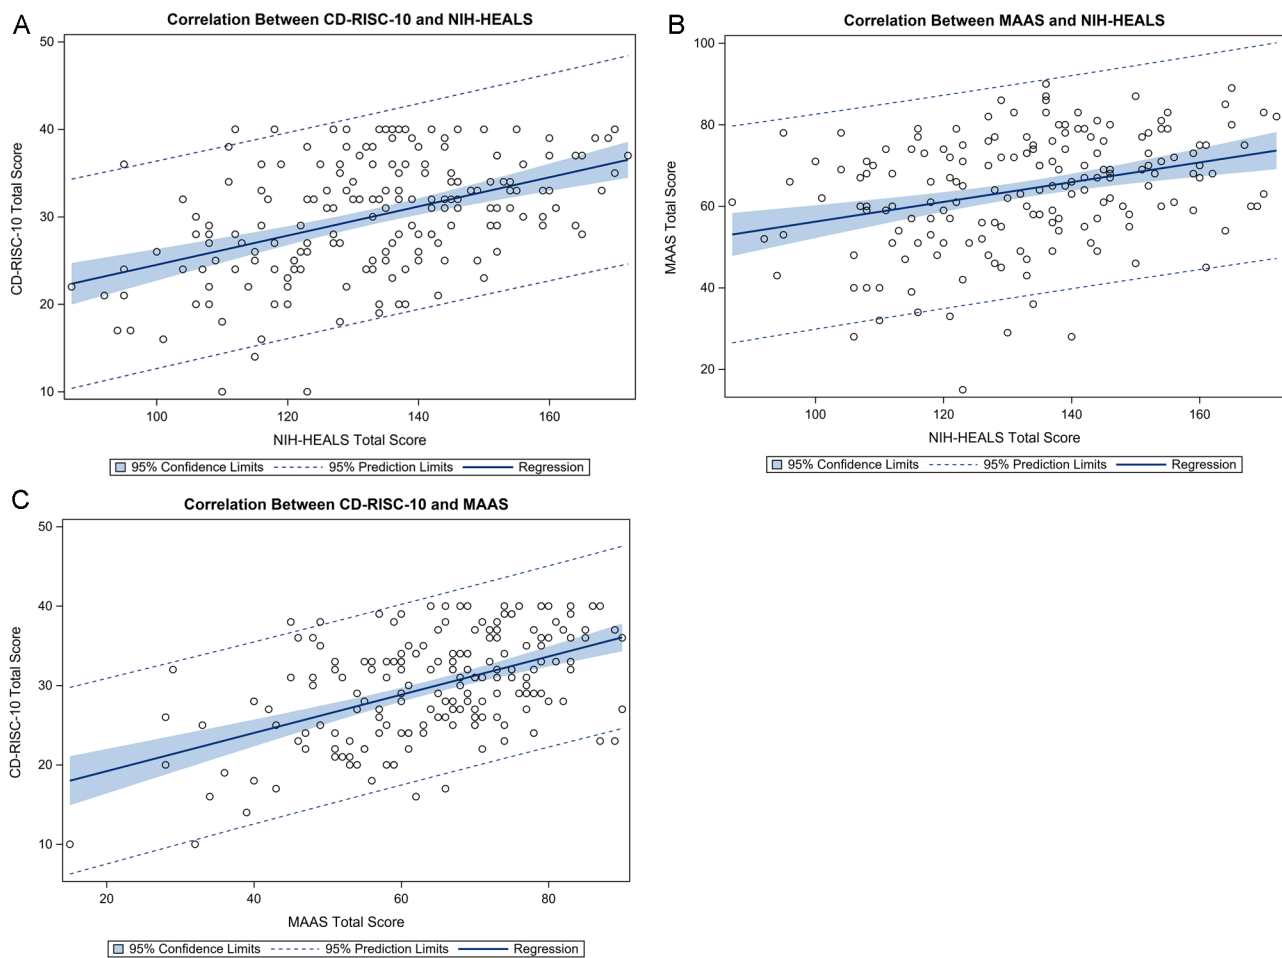 A
Correlation Between CD-RISC-10 and NIH-HEALS
50
40
30
20
10
CD-RISC-10 Total Score
100 120 140 160
NIH-HEALS Total Score
95% Confidence Limits 95% Prediction Limits Regression
B
Correlation Between MAAS and NIH-HEALS
100
80
60
40
20
MAAS Total Score
100 120 140 160
NIH-HEALS Total Score
95% Confidence Limits 95% Prediction Limits Regression
C
Correlation Between CD-RISC-10 and MAAS
50
40
30
20
10
CD-RISC-10 Total Score
20 40 60 80
MAAS Total Score
95% Confidence Limits 95% Prediction Limits Regression